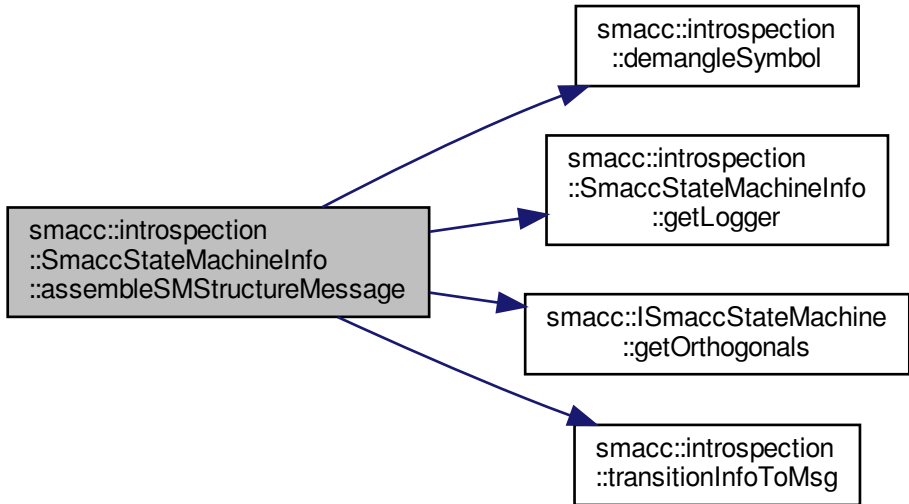 smacc::introspection
::demangleSymbol
smacc::introspection
::SmaccStateMachineInfo
::getLogger
smacc::introspection
::SmaccStateMachineInfo
::assembleSMStructureMessage
smacc::ISmaccStateMachine
::getOrthogonals
smacc::introspection
::transitionInfoToMsg